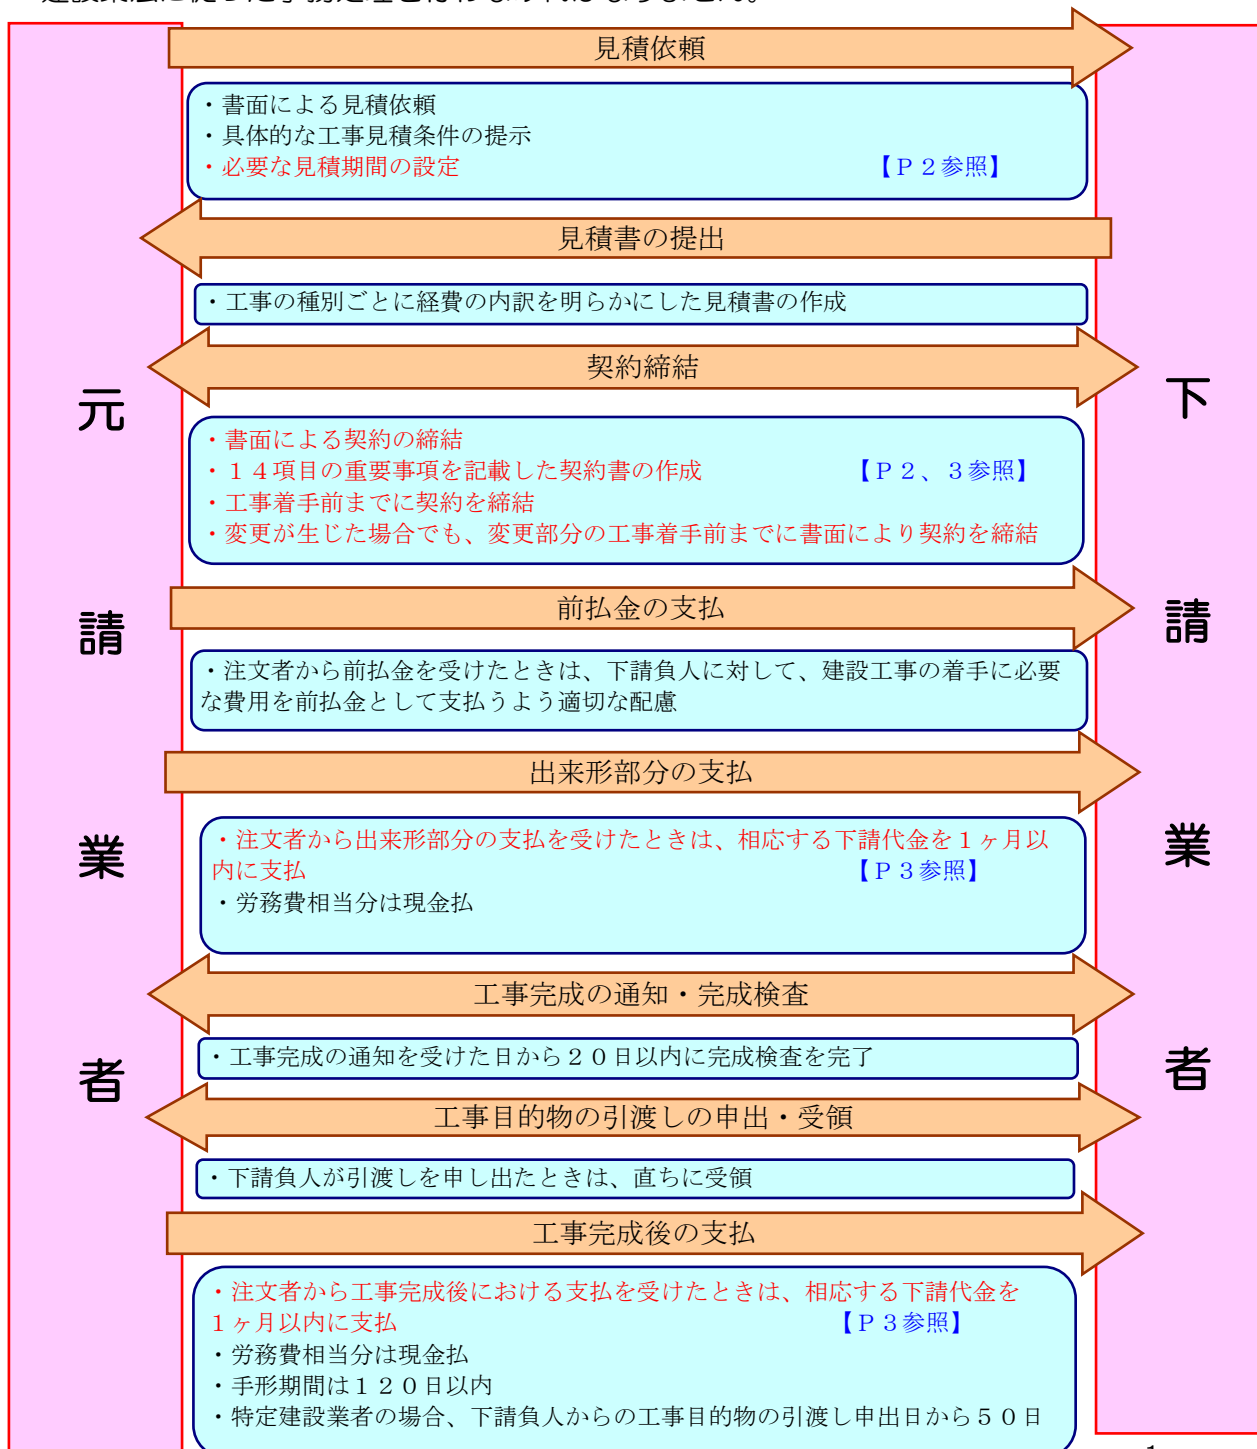 建設業法に従った事務処理を行わなければなりません。
見積依頼
・書面による見積依頼
・具体的な工事見積条件の提示
・必要な見積期間の設定 【P2参照】
見積書の提出
・工事の種別ごとに経費の内訳を明らかにした見積書の作成
契約締結
・書面による契約の締結
・14項目の重要事項を記載した契約書の作成 【P2、3参照】
・工事着手前までに契約を締結
・変更が生じた場合でも、変更部分の工事着手前までに書面により契約を締結
前払金の支払
・注文者から前払金を受けたときは、下請負人に対して、建設工事の着手に必要
な費用を前払金として支払うよう適切な配慮
出来形部分の支払
・注文者から出来形部分の支払を受けたときは、相応する下請代金を1ヶ月以
内に支払 【P3参照】
・労務費相当分は現金払
工事完成の通知・完成検査
・工事完成の通知を受けた日から20日以内に完成検査を完了
工事目的物の引渡しの申出・受領
・下請負人が引渡しを申し出たときは、直ちに受領
工事完成後の支払
・注文者から工事完成後における支払を受けたときは、相応する下請代金を
1ヶ月以内に支払 【P3参照】
・労務費相当分は現金払
・手形期間は120日以内
・特定建設業者の場合、下請負人からの工事目的物の引渡し申出日から50日
元請業者
下請業者